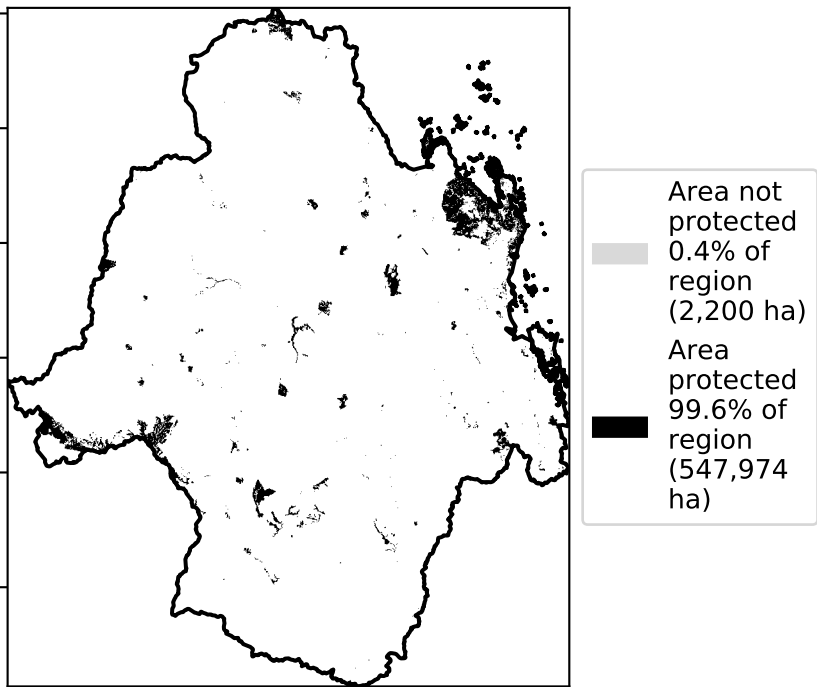 Area not
protected
0.4% of
region
(2,200 ha)
Area
protected
99.6% of
region
(547,974
ha)